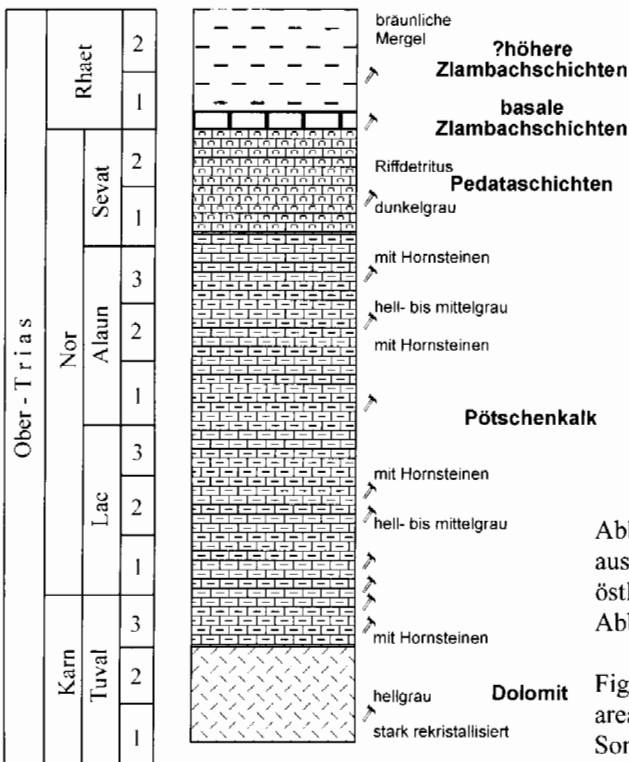 Ober - Trias
Rhaet
2
1
Nor
Sevat
2
1
Alaun
3
2
1
Lac
3
2
1
Karn
Tuval
3
2
1
bräunliche
Mergel
?höhere
Zlambachschichten
basale
Zlambachschichten
Riffdetritus
Pedataschichten
dunkelgrau
mit Hornsteinen
hell- bis mittelgrau
mit Hornsteinen
Pötschenkalk
mit Hornsteinen
hell- bis mittelgrau
mit Hornsteinen
hellgrau
Dolomit
stark rekristallisiert
Abb
aus
östl
Abb
Fig
area
Son